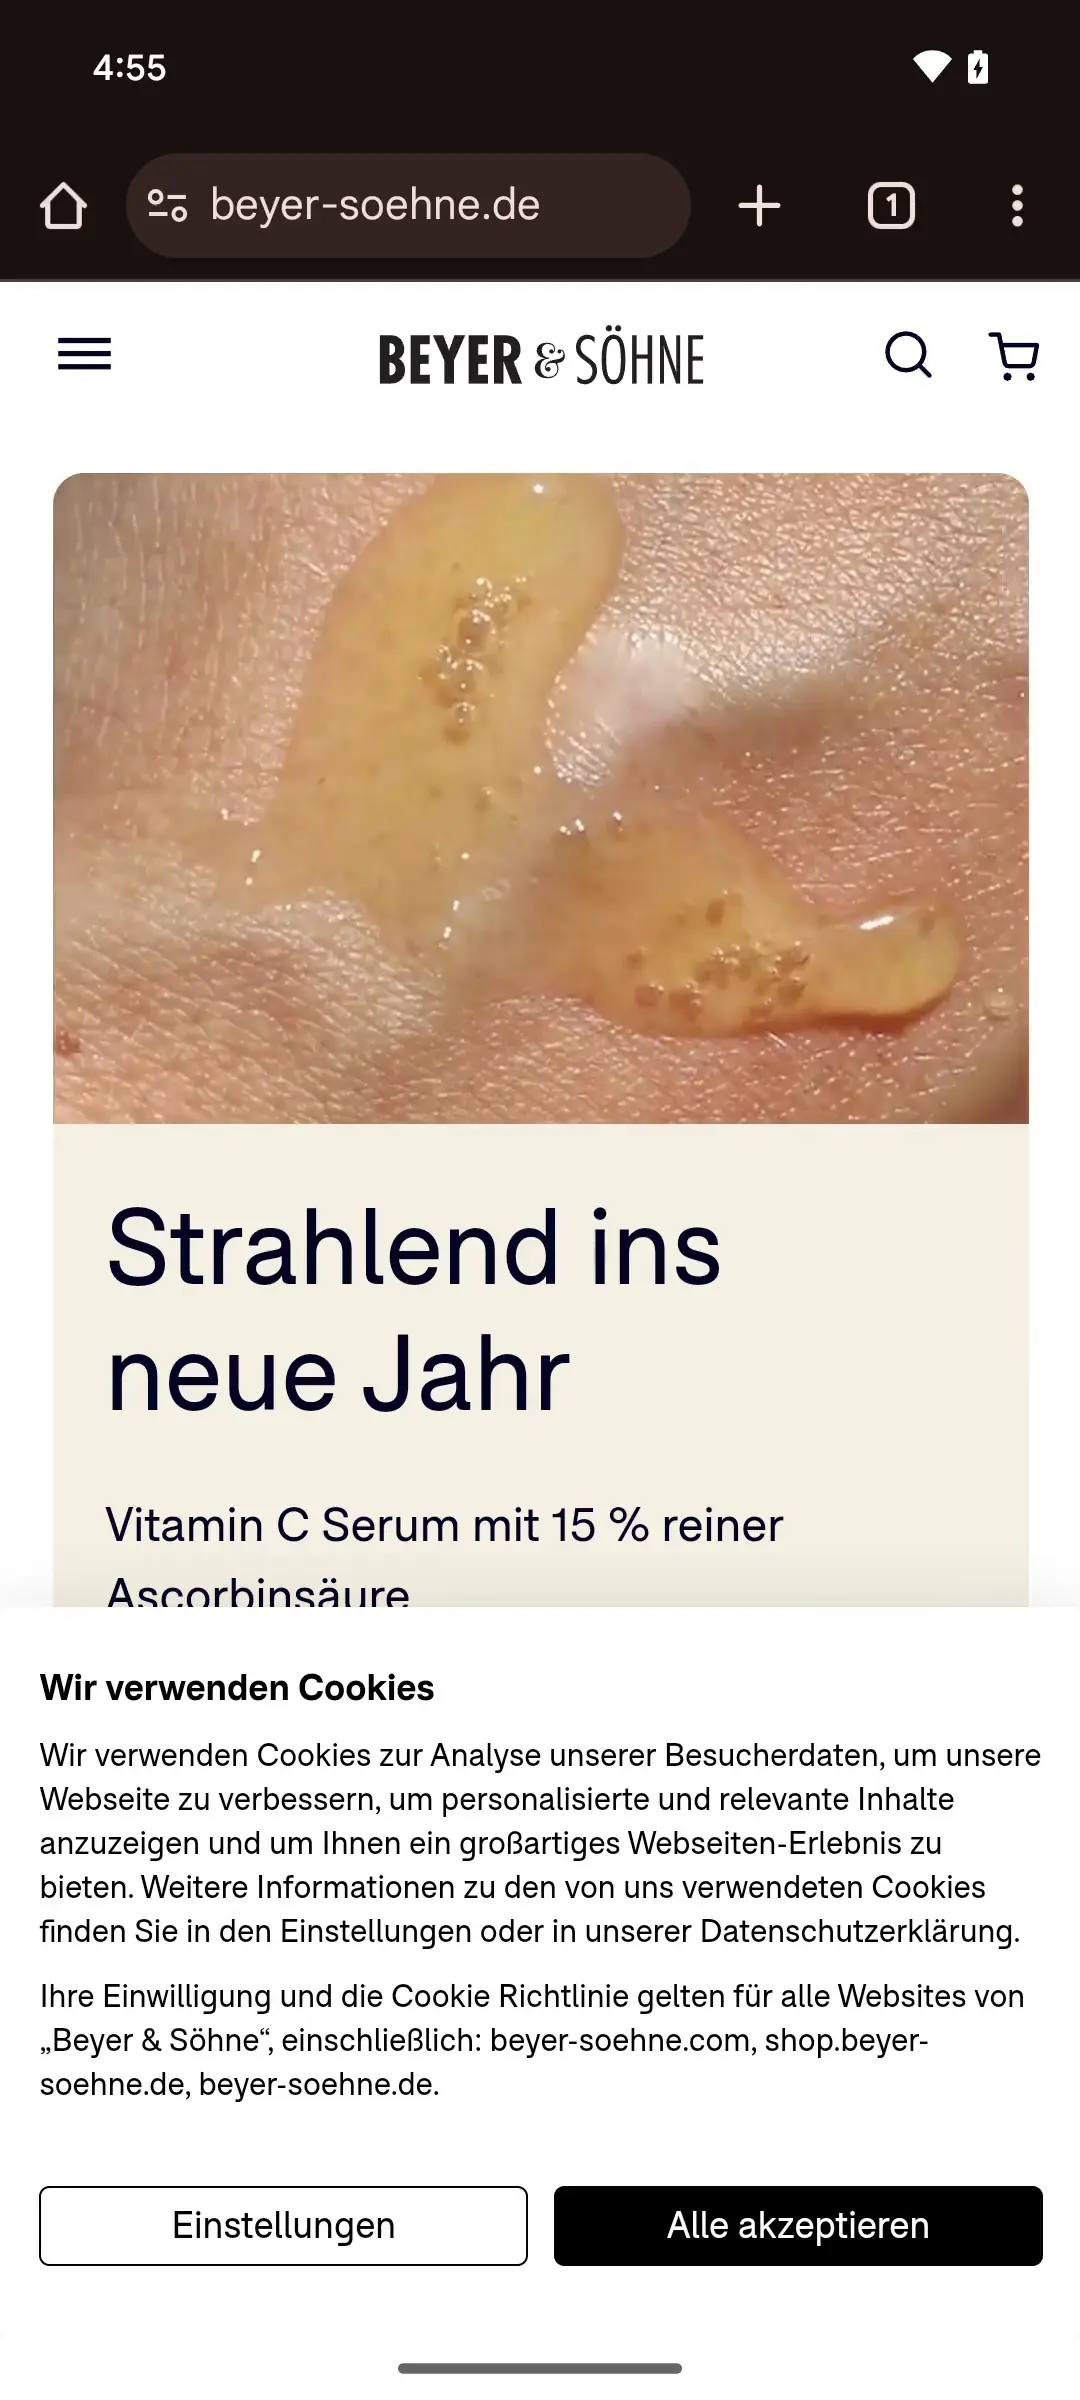 4:55
beyer-soehne.de
1
BEYER & SÖHNE
Strahlend ins
neue Jahr
Vitamin C Serum mit 15 % reiner
Ascorbinsäure
Wir verwenden Cookies
Wir verwenden Cookies zur Analyse unserer Besucherdaten, um unsere
Webseite zu verbessern, um personalisierte und relevante Inhalte
anzuzeigen und um Ihnen ein großartiges Webseiten-Erlebnis zu
bieten. Weitere Informationen zu den von uns verwendeten Cookies
finden Sie in den Einstellungen oder in unserer Datenschutzerklärung.
Ihre Einwilligung und die Cookie Richtlinie gelten für alle Websites von
„Beyer & Söhne“, einschließlich: beyer-soehne.com, shop.beyer-
soehne.de, beyer-soehne.de.
Einstellungen
Alle akzeptieren